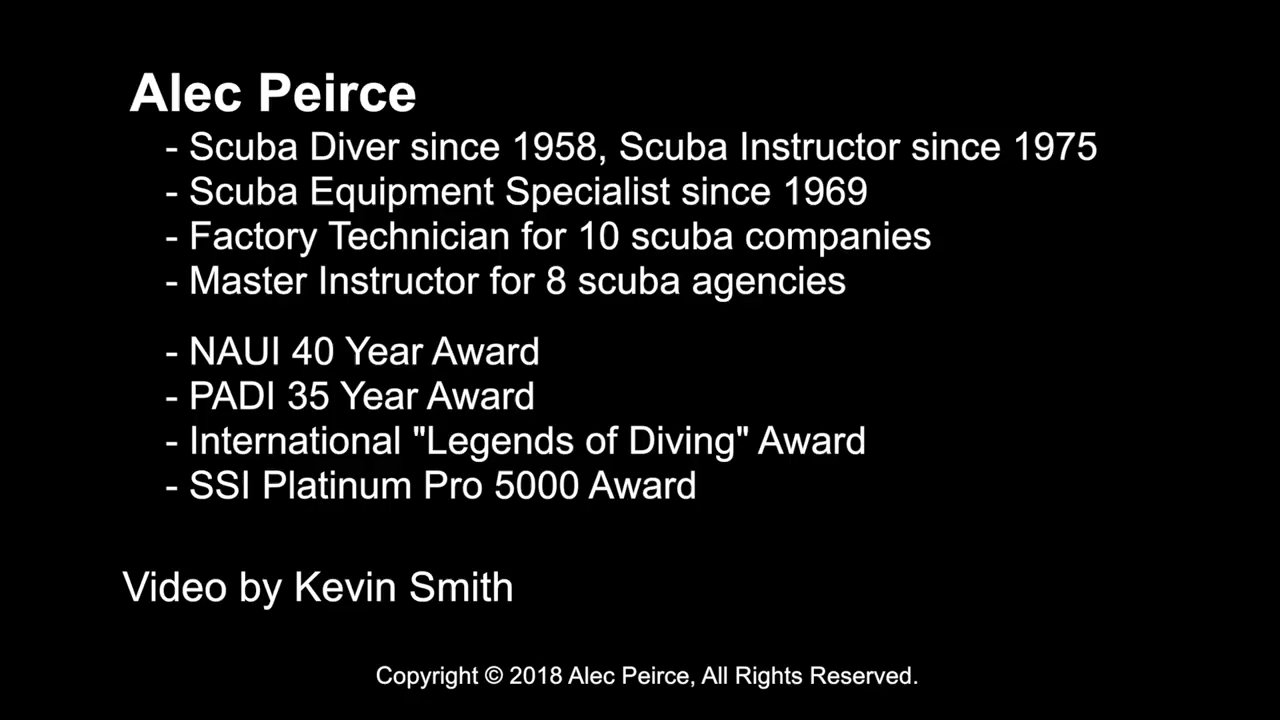 Alec Peirce
- Scuba Diver since 1958, Scuba Instructor since 1975
- Scuba Equipment Specialist since 1969
- Factory Technician for 10 scuba companies
- Master Instructor for 8 scuba agencies
- NAUI 40 Year Award
- PADI 35 Year Award
- International "Legends of Diving" Award
- SSI Platinum Pro 5000 Award
Video by Kevin Smith
Copyright © 2018 Alec Peirce, All Rights Reserved.